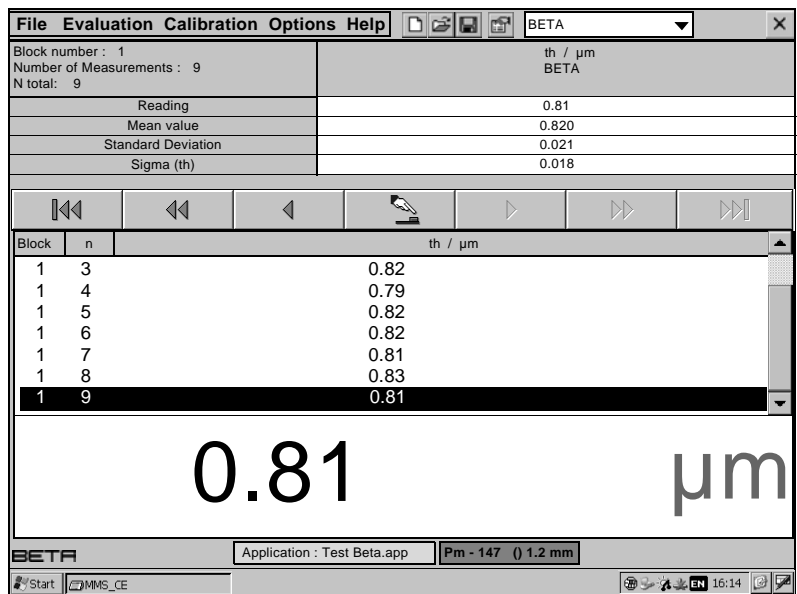 File Evaluation Calibration Options Help BETA
Block number : 1
Number of Measurements : 9
N total: 9
th / µm
BETA
Reading 0.81
Mean value 0.820
Standard Deviation 0.021
Sigma (th) 0.018
Block n th / µm
1 3 0.82
1 4 0.79
1 5 0.82
1 6 0.82
1 7 0.81
1 8 0.83
1 9 0.81
0.81 µm
BETA Application : Test Beta.app Pm - 147 () 1.2 mm
Start MMS_CE EN 16:14